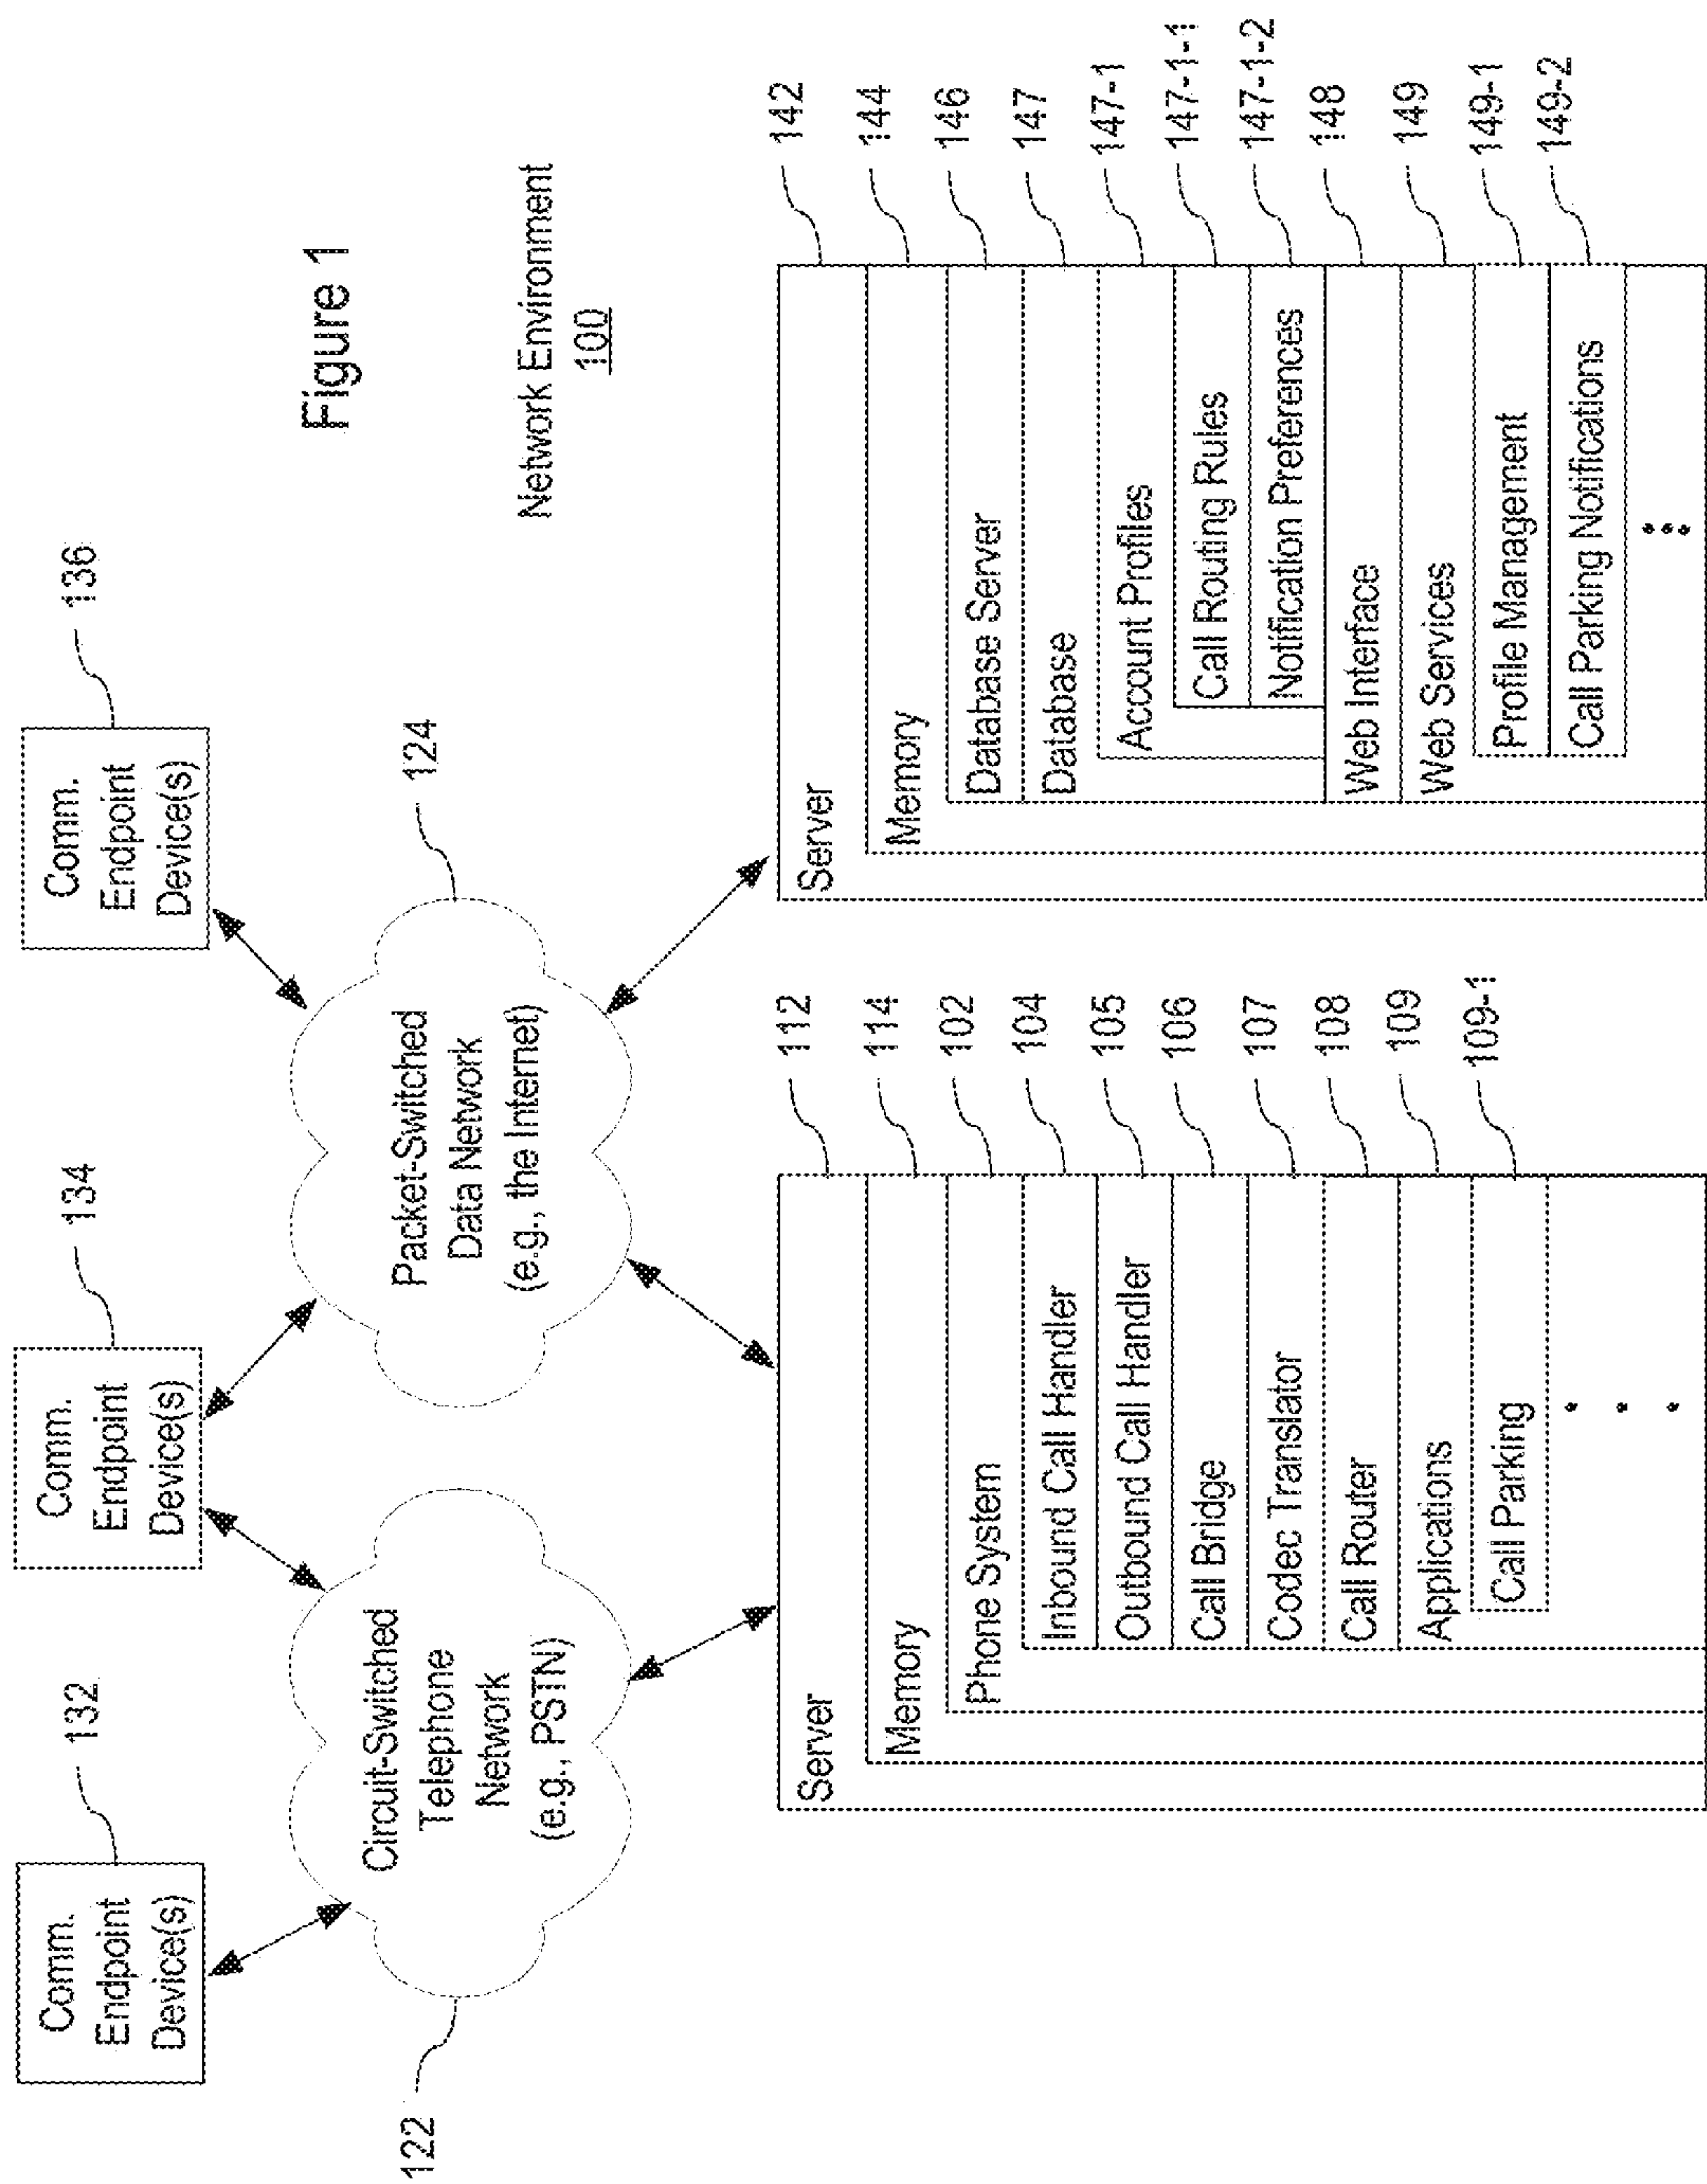 Figure 1
Network Environment
100
Comm.
Endpoint
Device(s)
132
Comm.
Endpoint
Device(s)
134
Comm.
Endpoint
Device(s)
136
122
Circuit-Switched
Telephone
Network
(e.g., PSTN)
Packet-Switched
Data Network
(e.g., the Internet)
124
Server
112
Memory
114
Phone System
102
Inbound Call Handler
104
Outbound Call Handler
105
Call Bridge
106
Codec Translator
107
Call Router
108
Applications
109
Call Parking
109-1
Server
142
Memory
144
Database Server
146
Database
147
Account Profiles
147-1
Call Routing Rules
147-1-1
Notification Preferences
147-1-2
Web Interface
148
Web Services
149
Profile Management
149-1
Call Parking Notifications
149-2